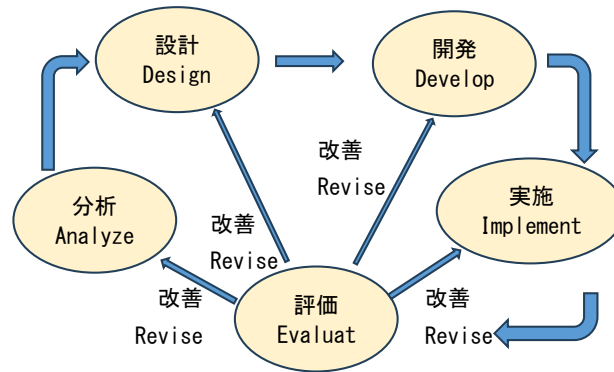 設計
Design
開発
Develop
分析
Analyze
実施
Implement
評価
Evaluat
改善
Revise
改善
Revise
改善
Revise
改善
Revise